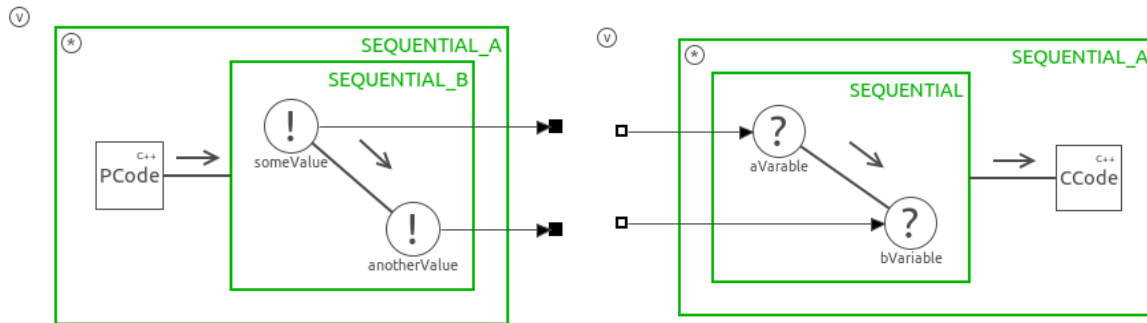 v
*
SEQUENTIAL_A
SEQUENTIAL_B
!
someValue
C++
PCode
!
anotherValue
v
*
SEQUENTIAL_A
SEQUENTIAL
?
aVarable
C++
CCode
?
bVariable